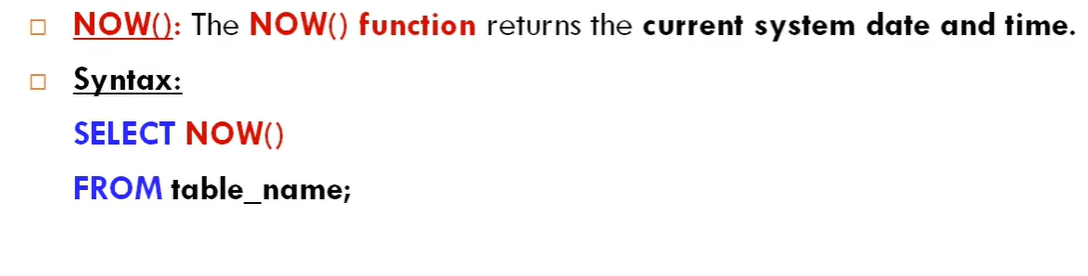 NOW(): The NOW() function returns the current system date and time.
Syntax:
SELECT NOW()
FROM table_name;